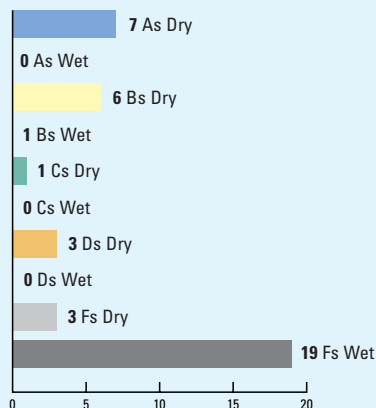 7 As Dry
0 As Wet
6 Bs Dry
1 Bs Wet
1 Cs Dry
0 Cs Wet
3 Ds Dry
0 Ds Wet
3 Fs Dry
19 Fs Wet
0 5 10 15 20